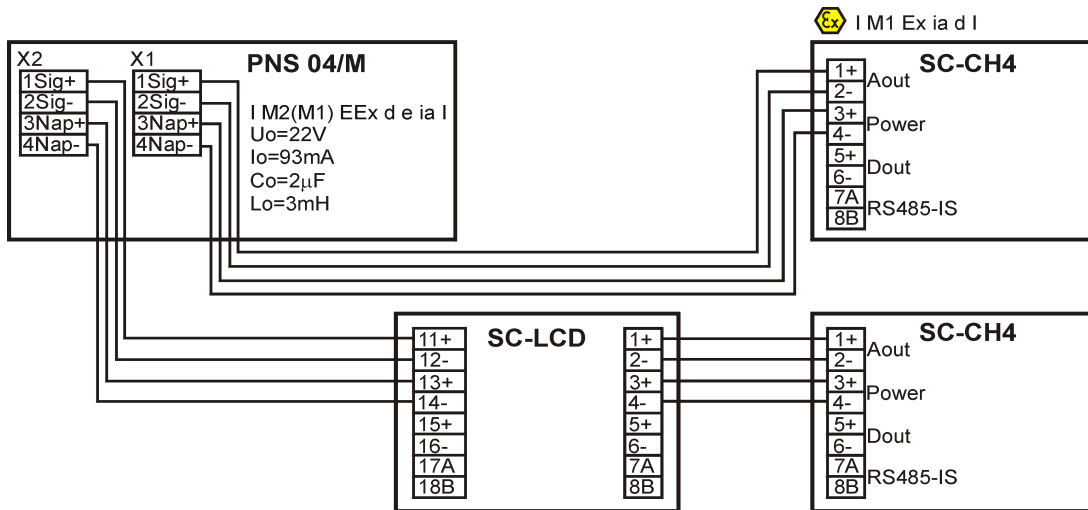 Ex I M1 Ex ia d I
X2
1Sig+
2Sig-
3Nap+
4Nap-
X1
1Sig+
2Sig-
3Nap+
4Nap-
PNS 04/M
I M2(M1) EEx d e ia I
Uo=22V
Io=93mA
Co=2µF
Lo=3mH
SC-CH4
1+
2-
Aout
3+
4-
Power
5+
6-
Dout
7A
8B
RS485-IS
SC-LCD
11+
12-
13+
14-
15+
16-
17A
18B
1+
2-
3+
4-
5+
6-
7A
8B
SC-CH4
1+
2-
Aout
3+
4-
Power
5+
6-
Dout
7A
8B
RS485-IS